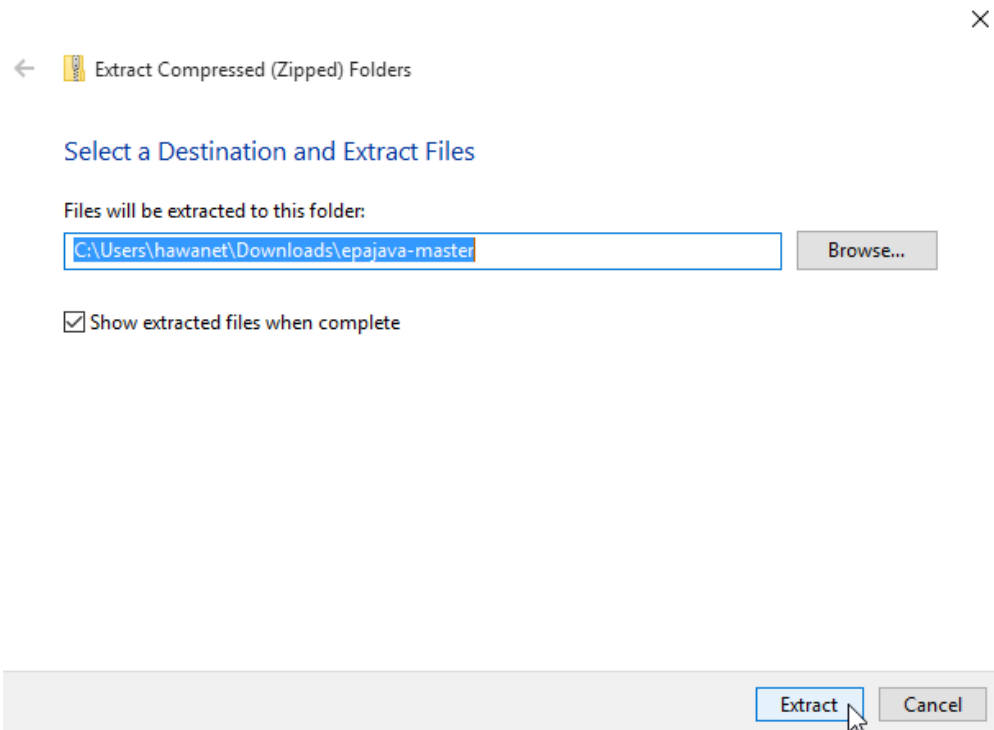 Extract Compressed (Zipped) Folders
Select a Destination and Extract Files
Files will be extracted to this folder:
C:\Users\hawanet\Downloads\epajava-master
Browse...
Show extracted files when complete
Extract
Cancel